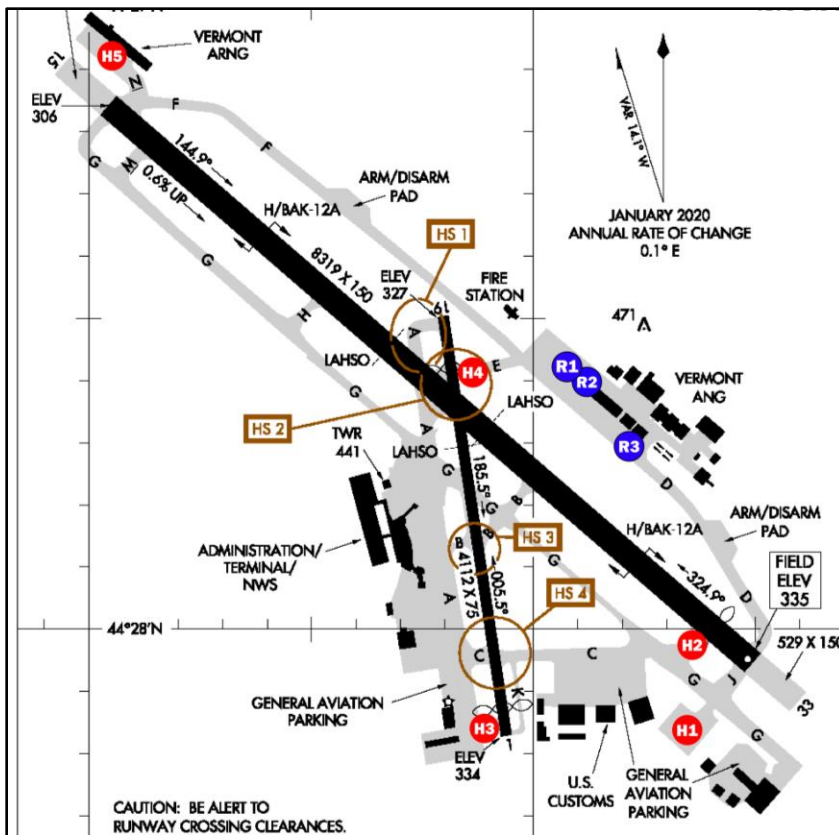 VERMONT
ARNG
H5
15
ELEV
306
N
F
F
G
W
144.9°
0.6% UP
ARM/DISARM
PAD
VAR 14.1° W
JANUARY 2020
ANNUAL RATE OF CHANGE
0.1° E
H/BAK-12A
HS 1
G
8319 X 150
ELEV
327
FIRE
STATION
19
471
H
A
LAHSO
H4
E
R1
R2
VERMONT
ANG
G
HS 2
LAHSO
R3
TWR
441
LAHSO
A
G
185.5°
G
B
D
ARM/DISARM
PAD
HS 3
B
B
H/BAK-12A
ADMINISTRATION/
TERMINAL/
NWS
4112 X 75
005.5°
G
324.9°
FIELD
ELEV
335
A
HS 4
D
44°28'N
C
C
H2
529 X 150
G
J
GENERAL AVIATION
PARKING
K
H3
H1
33
G
1
ELEV
334
U.S.
CUSTOMS
GENERAL
AVIATION
PARKING
CAUTION: BE ALERT TO
RUNWAY CROSSING CLEARANCES.